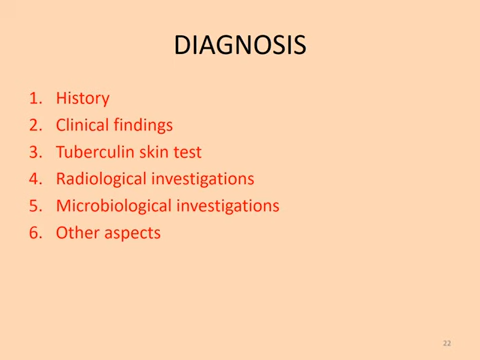 DIAGNOSIS
1. History
2. Clinical findings
3. Tuberculin skin test
4. Radiological investigations
5. Microbiological investigations
6. Other aspects
22